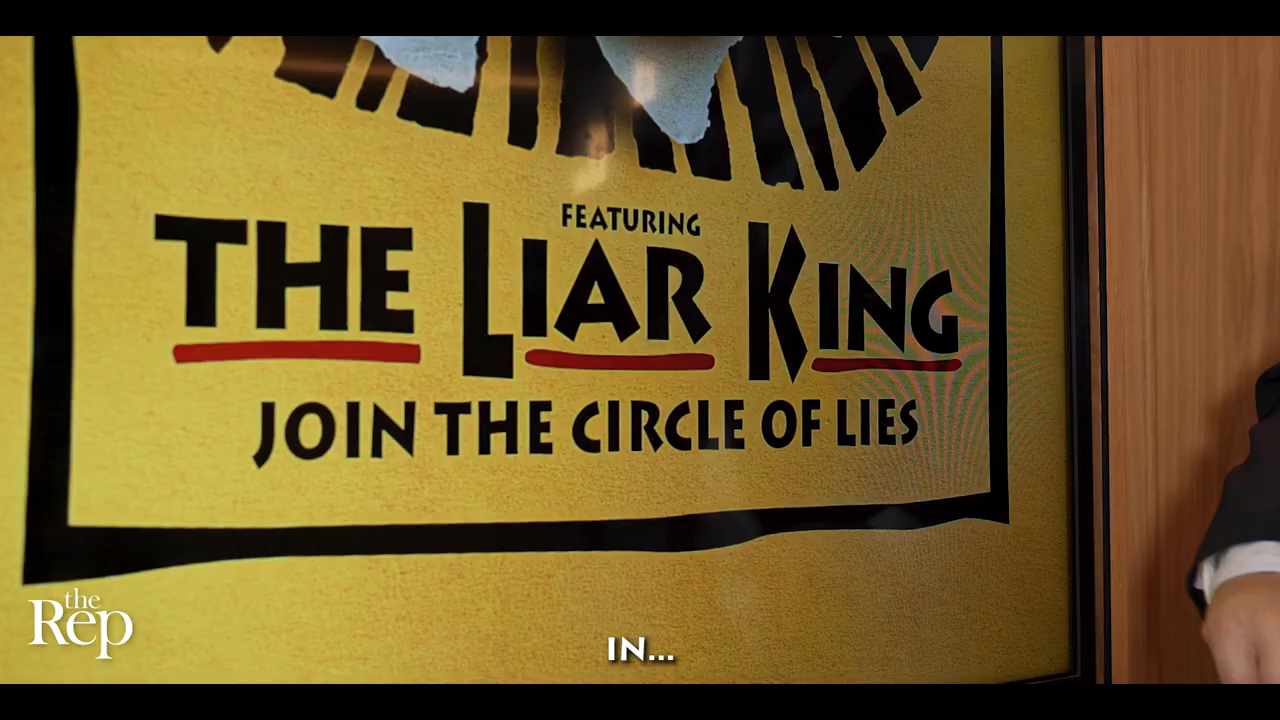 FEATURING
THE LIAR KING
JOIN THE CIRCLE OF LIES
the
Rep
IN...